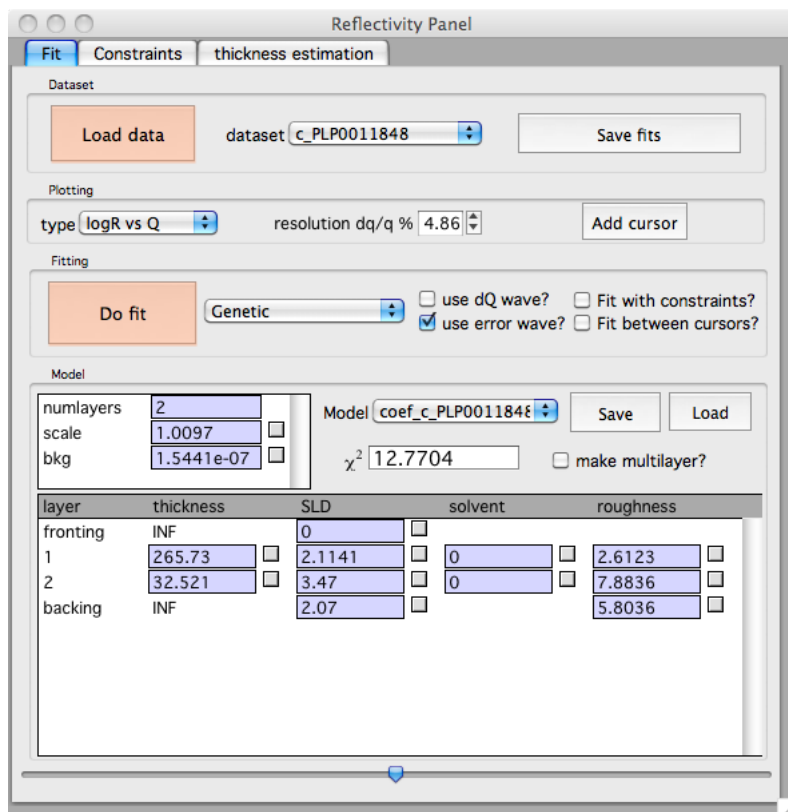 Reflectivity Panel
Fit Constraints thickness estimation
Dataset
Load data dataset c_PLP0011848 Save fits
Plotting
type logR vs Q resolution dq/q % 4.86 Add cursor
Fitting
Do fit Genetic use dQ wave? Fit with constraints?
use error wave? Fit between cursors?
Model
numlayers 2 Model coef_c_PLP0011848 Save Load
scale 1.0097
bkg 1.5441e-07 χ² 12.7704 make multilayer?
layer thickness SLD solvent roughness
fronting INF 0
1 265.73 2.1141 0 2.6123
2 32.521 3.47 0 7.8836
backing INF 2.07 5.8036